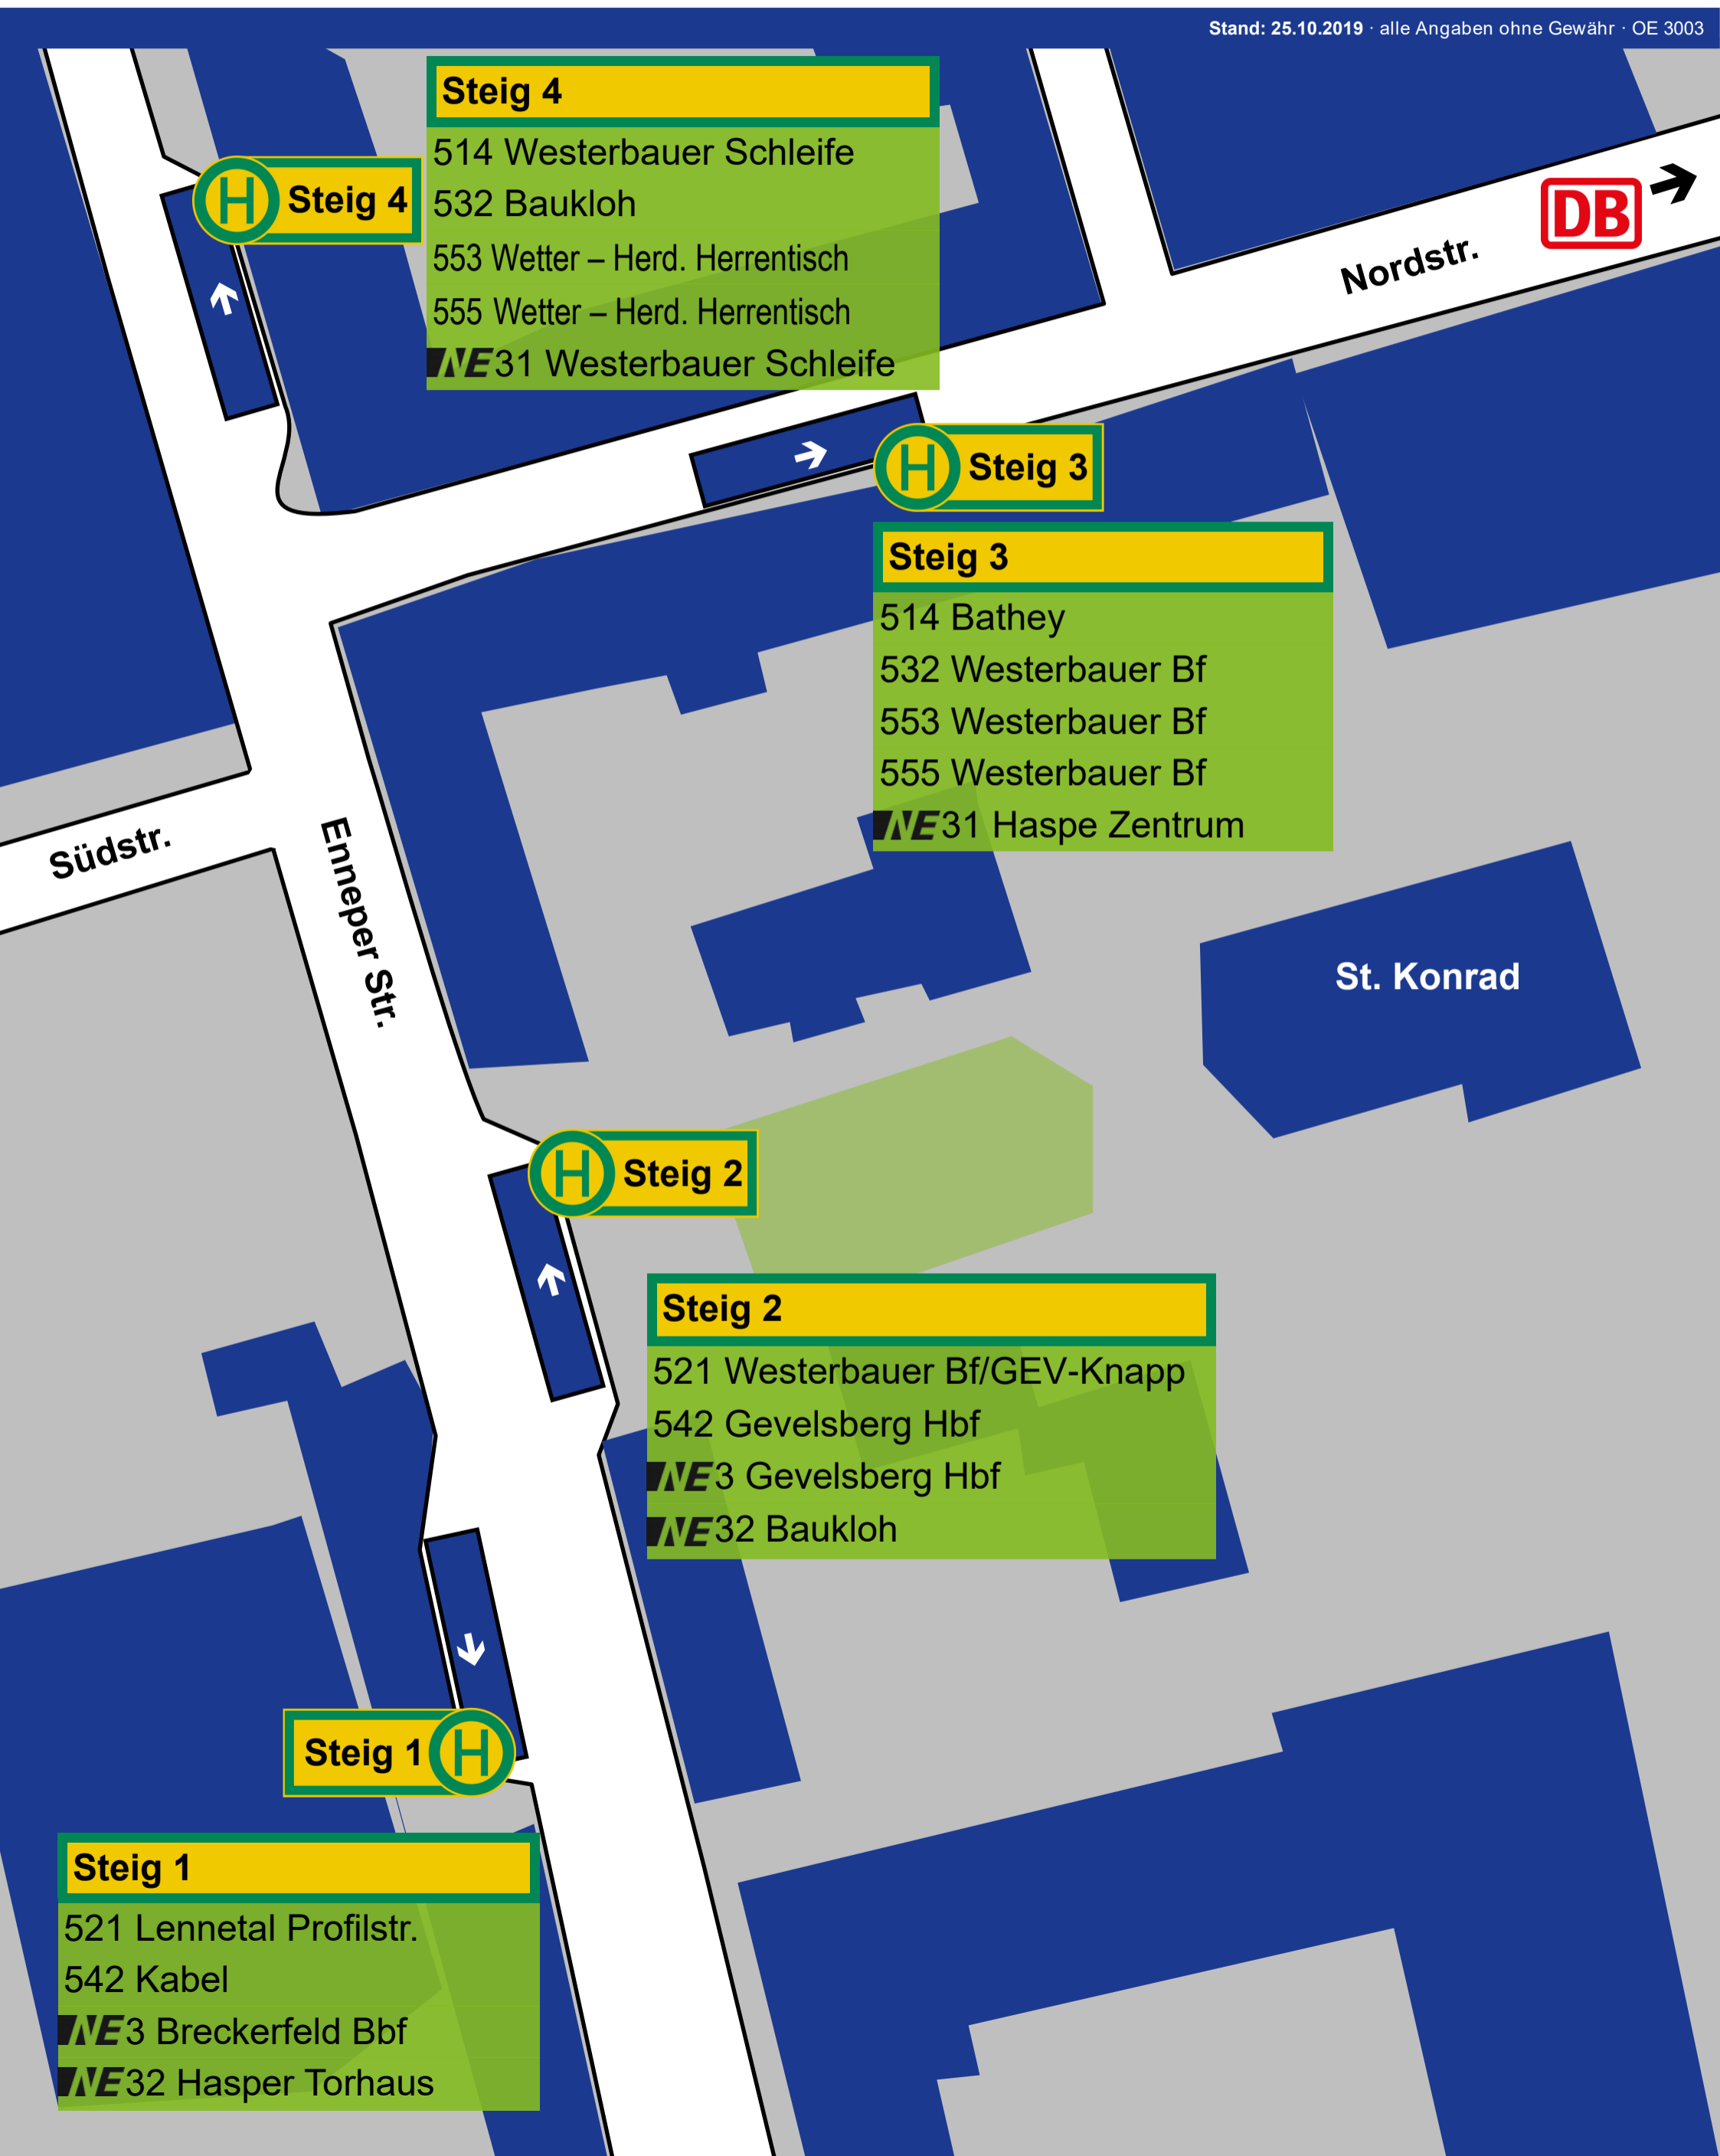 Stand: 25.10.2019 · alle Angaben ohne Gewähr · OE 3003
Steig 4
514 Westerbauer Schleife
532 Baukloh
553 Wetter – Herd. Herrentisch
555 Wetter – Herd. Herrentisch
NE31 Westerbauer Schleife
H Steig 4
DB
Nordstr.
H Steig 3
Steig 3
514 Bathey
532 Westerbauer Bf
553 Westerbauer Bf
555 Westerbauer Bf
NE31 Haspe Zentrum
Südstr.
Enneper Str.
St. Konrad
H Steig 2
Steig 2
521 Westerbauer Bf/GEV-Knapp
542 Gevelsberg Hbf
NE3 Gevelsberg Hbf
NE32 Baukloh
Steig 1 H
Steig 1
521 Lennetal Profilstr.
542 Kabel
NE3 Breckerfeld Bbf
NE32 Hasper Torhaus